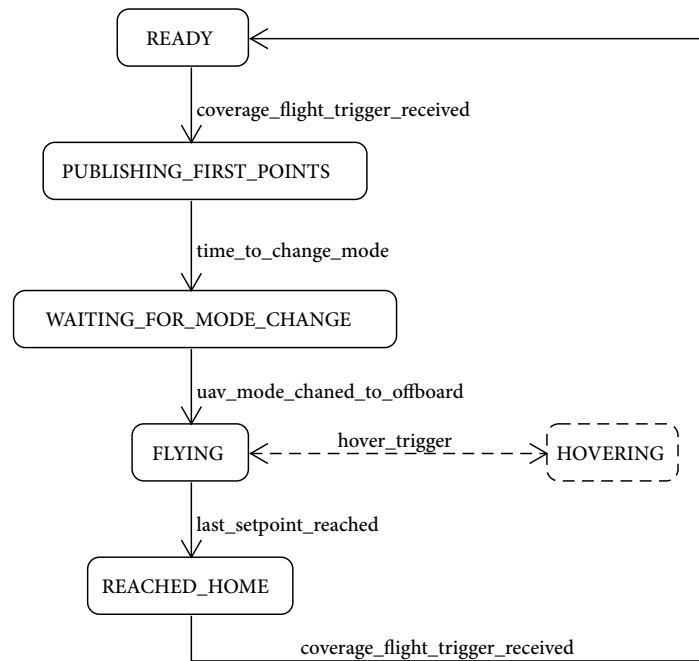 READY
coverage_flight_trigger_received
PUBLISHING_FIRST_POINTS
time_to_change_mode
WAITING_FOR_MODE_CHANGE
uav_mode_chaned_to_offboard
FLYING
hover_trigger
HOVERING
last_setpoint_reached
REACHED_HOME
coverage_flight_trigger_received